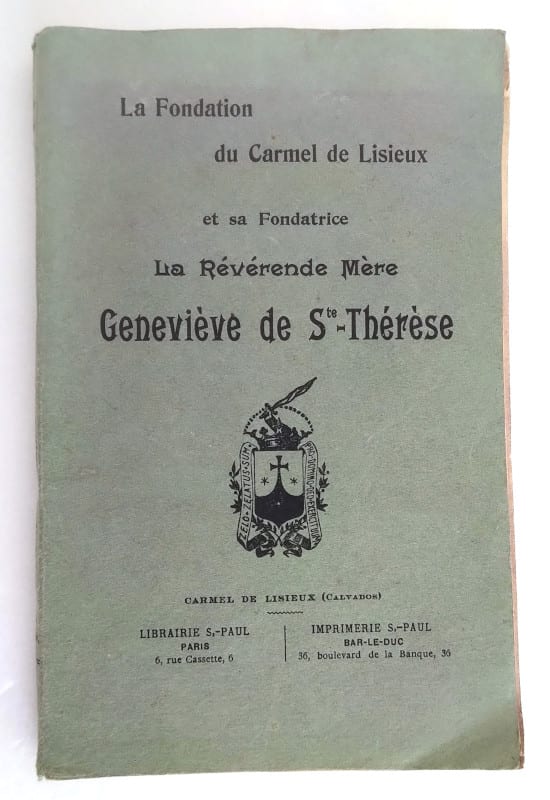 La Fondation
du Carmel de Lisieux
et sa Fondatrice
La Révérende Mère
Geneviève de Ste-Thérèse
ZELO·ZELATUS·SUM·
PRO·DOMINO·DEO·EXERCITUUM
CARMEL DE LISIEUX (CALVADOS)
LIBRAIRIE S.-PAUL
PARIS
6, rue Cassette, 6
IMPRIMERIE S.-PAUL
BAR-LE-DUC
36, boulevard de la Banque, 36